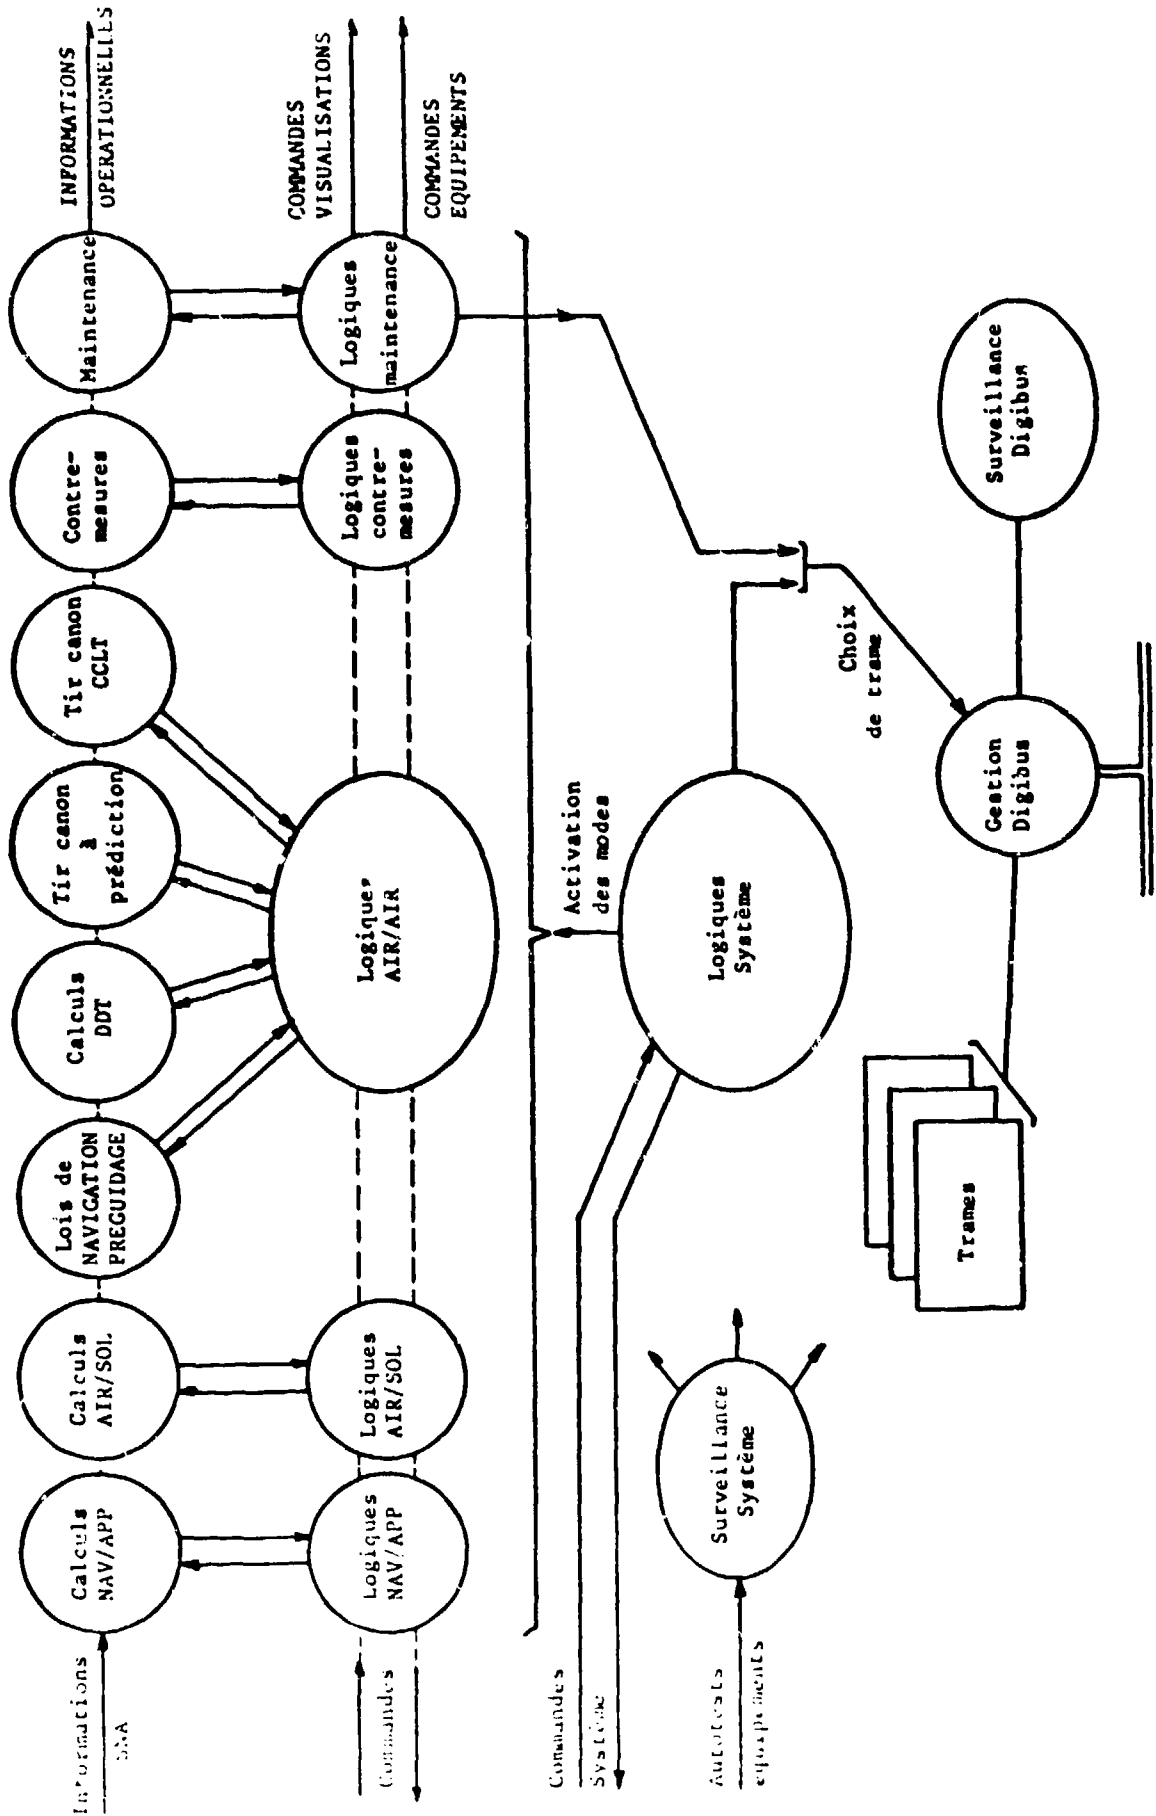 Informations
SNA
Calculs
NAV/APP
Calculs
AIR/SOL
Lois de
NAVIGATION
PREGUIDAGE
Calculs
DDT
Tir canon
à
prédiction
Tir canon
CCLT
Contre-
mesures
Maintenance
INFORMATIONS
OPERATIONNELLES
Commandes
Logiques
NAV/APP
Logiques
AIR/SOL
Logiques
AIR/AIR
Logiques
contre-
mesures
Logiques
maintenance
COMMANDES
VISUALISATIONS
COMMANDES
EQUIPEMENTS
Commandes
Système
Activation
des modes
Logiques
Système
Autotests
équipements
Surveillance
Système
Choix
de trame
Trames
Gestion
Digibus
Surveillance
Digibus